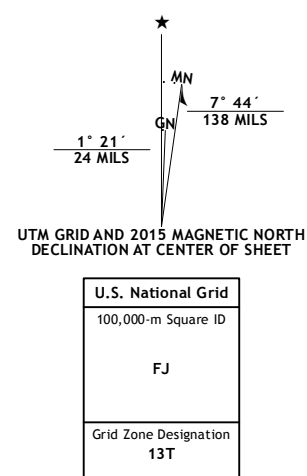 ★
MN
7° 44´
138 MILS
GN
1° 21´
24 MILS
UTM GRID AND 2015 MAGNETIC NORTH
DECLINATION AT CENTER OF SHEET
U.S. National Grid
100,000-m Square ID
FJ
Grid Zone Designation
13T